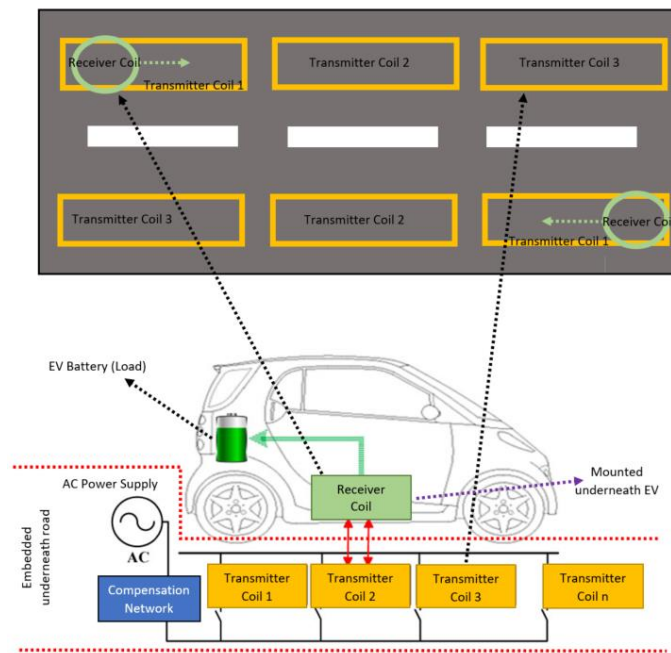 Receiver Coil
Transmitter Coil 1
Transmitter Coil 2
Transmitter Coil 3
Transmitter Coil 3
Transmitter Coil 2
Receiver Coil
Transmitter Coil 1
EV Battery (Load)
AC Power Supply
AC
Embedded
underneath road
Compensation
Network
Receiver
Coil
Mounted
underneath EV
Transmitter
Coil 1
Transmitter
Coil 2
Transmitter
Coil 3
Transmitter
Coil n